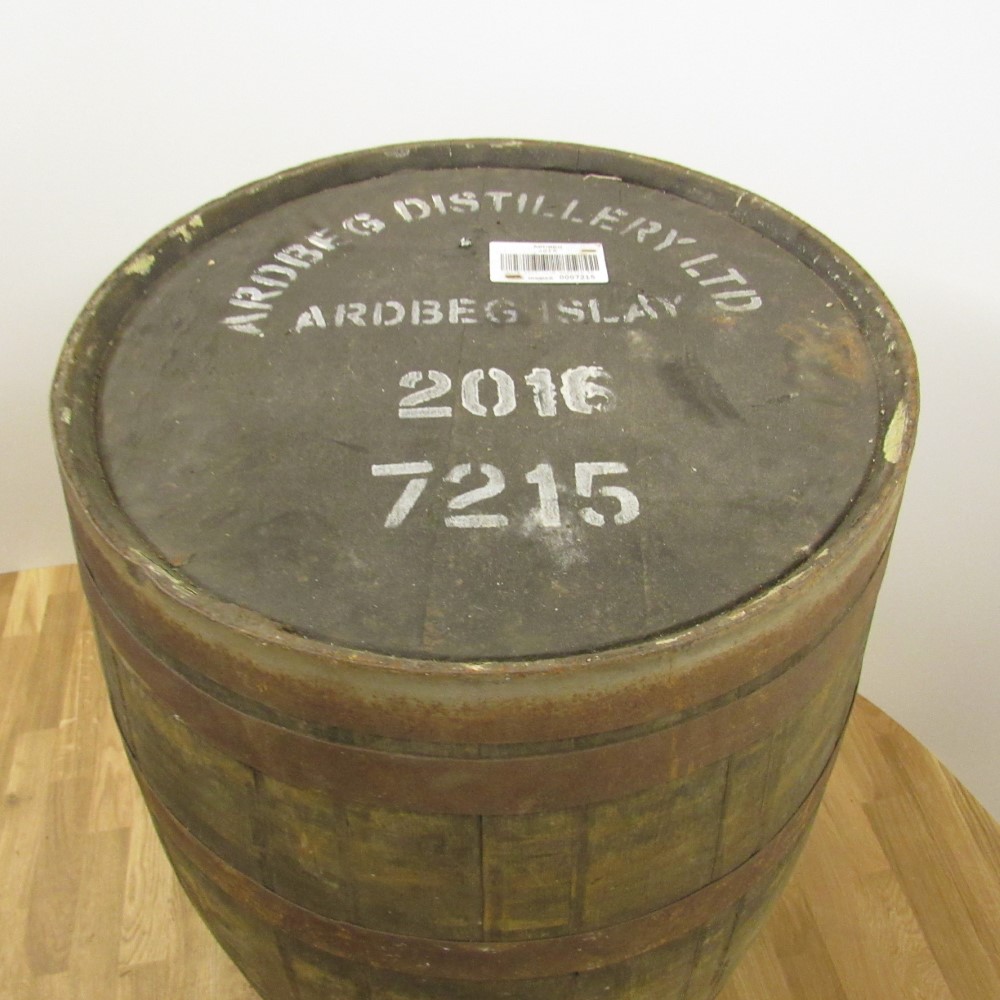 ARDBEG DISTILLERY LTD
ARDBEG ISLAY
2016
7215